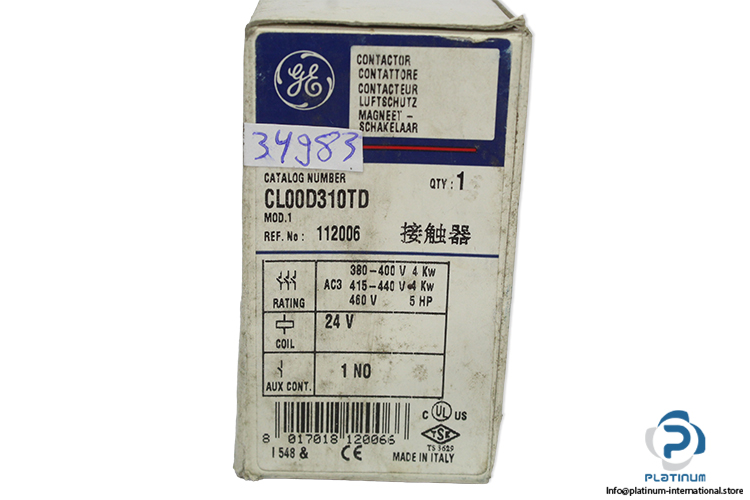 GE
CONTACTOR
CONTATTORE
CONTACTEUR
LUFTSCHUTZ
MAGNEET -
SCHAKELAAR
34983
CATALOG NUMBER
QTY : 1
CL00D310TD
MOD.1
REF. No : 112006
接触器
RATING
AC3
380-400 V 4 Kw
415-440 V 4 Kw
460 V 5 HP
COIL
24 V
AUX CONT.
1 NO
8 017018 120066
I 548 &
CE
C UL US
TSE
TS 3629
MADE IN ITALY
PLATINUM
Info@platinum-international.store